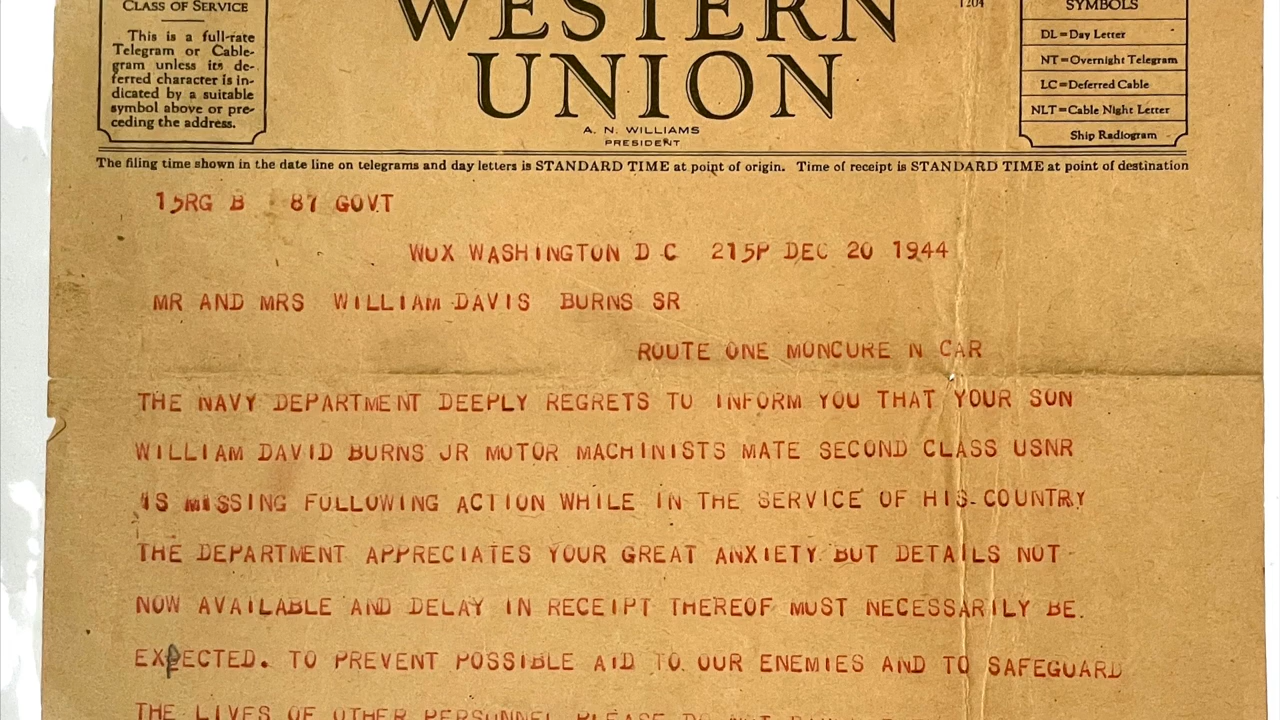 CLASS OF SERVICE
This is a full-rate
Telegram or Cable-
gram unless its de-
ferred character is in-
dicated by a suitable
symbol above or pre-
ceding the address.
WESTERN
UNION
A. N. WILLIAMS
PRESIDENT
1204
SYMBOLS
DL=Day Letter
NT=Overnight Telegram
LC=Deferred Cable
NLT=Cable Night Letter
Ship Radiogram
The filing time shown in the date line on telegrams and day letters is STANDARD TIME at point of origin. Time of receipt is STANDARD TIME at point of destination
15RG B 87 GOVT
WUX WASHINGTON D C 215P DEC 20 1944
MR AND MRS WILLIAM DAVIS BURNS SR
ROUTE ONE MONCURE N CAR
THE NAVY DEPARTMENT DEEPLY REGRETS TO INFORM YOU THAT YOUR SON
WILLIAM DAVID BURNS JR MOTOR MACHINISTS MATE SECOND CLASS USNR
IS MISSING FOLLOWING ACTION WHILE IN THE SERVICE OF HIS COUNTRY
THE DEPARTMENT APPRECIATES YOUR GREAT ANXIETY BUT DETAILS NOT
NOW AVAILABLE AND DELAY IN RECEIPT THEREOF MUST NECESSARILY BE.
EXPECTED. TO PREVENT POSSIBLE AID TO OUR ENEMIES AND TO SAFEGUARD
THE LIVES OF OTHER PERSONNEL PLEASE DO NOT